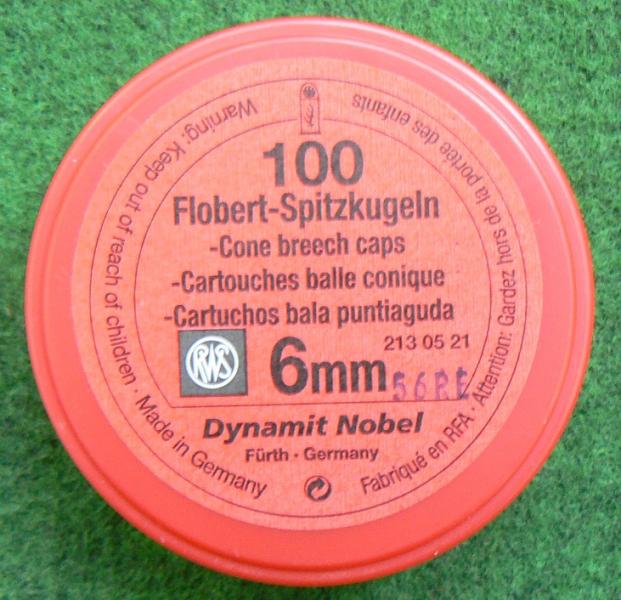 100
Flobert-Spitzkugeln
-Cone breech caps
-Cartouches balle conique
-Cartuchos bala puntiaguda
RWS
6mm
213 05 21
56RE
Dynamit Nobel
Fürth · Germany
Warning: Keep out of reach of children · Made in Germany
Fabriqué en RFA · Attention: Gardez hors de la portée des enfants